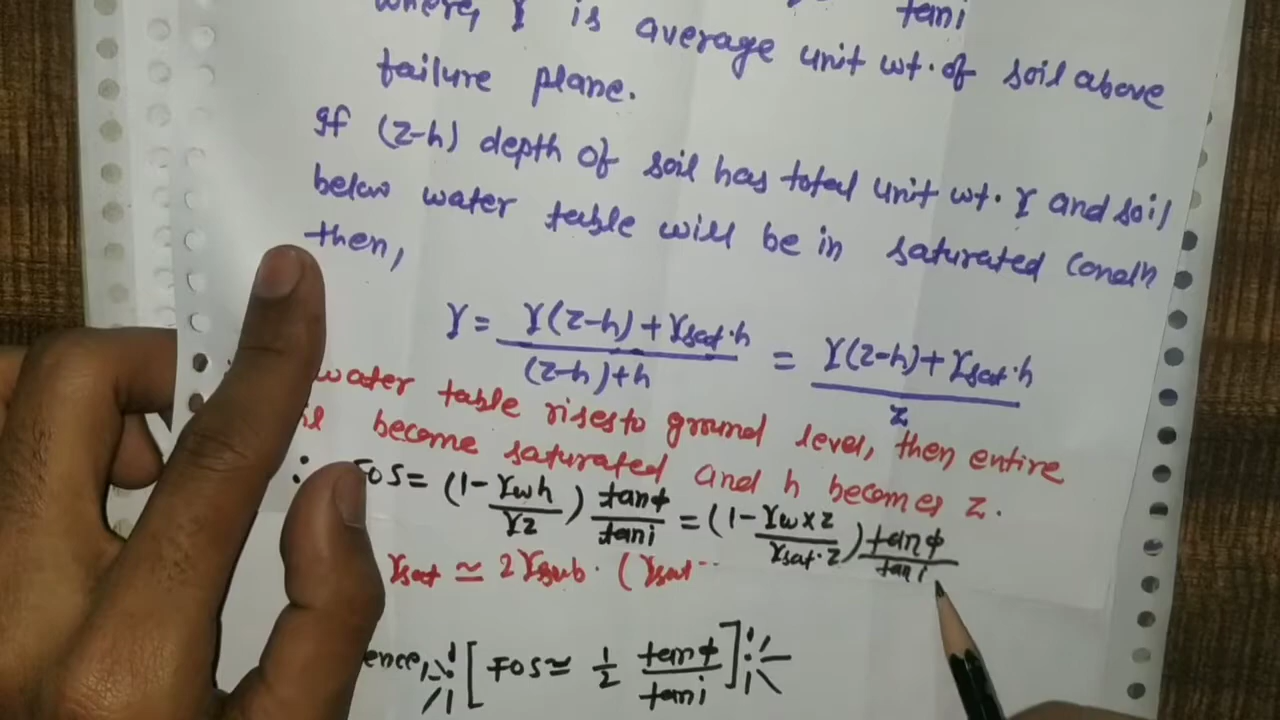 where, γ is average unit wt. of soil above
tani
failure plane.
If (z-h) depth of soil has total unit wt. γ and soil
below water table will be in saturated condn
then,
γ = γ(z-h) + γsat·h / (z-h)+h = γ(z-h) + γsat·h / z
water table rises to ground level, then entire
become saturated and h becomes z.
∴ FOS = (1 - γwh / γz) tanφ / tani = (1 - γw×z / γsat·z) tanφ / tani
γsat ≃ 2γsub. (γsat--
[FOS ≃ 1/2 tanφ / tani]